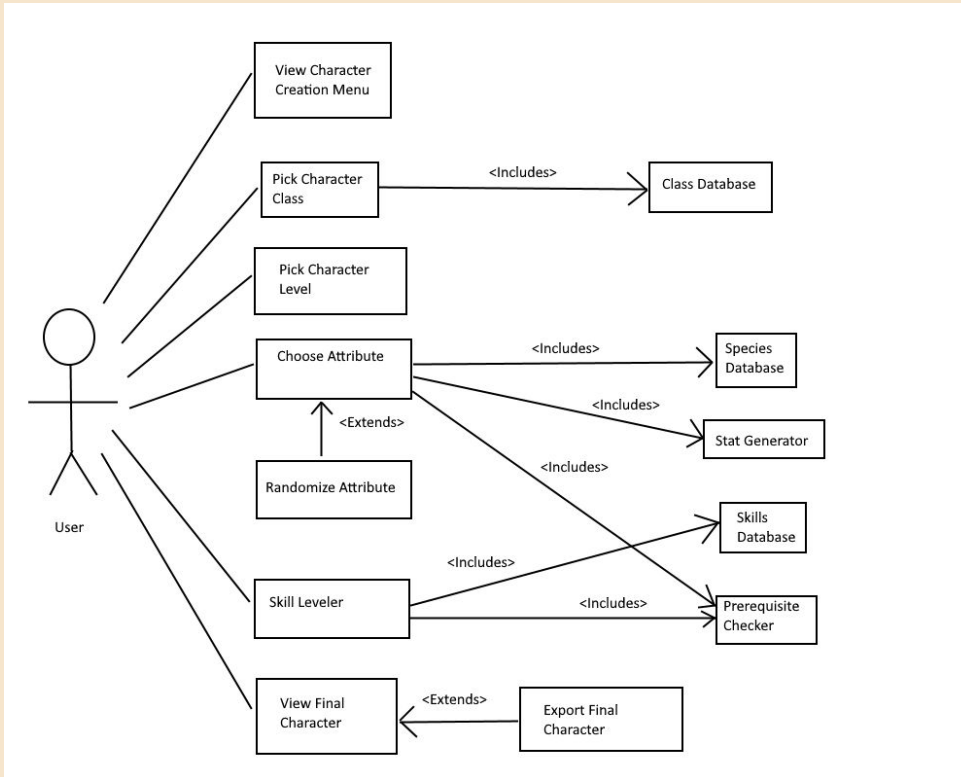 View Character
Creation Menu
Pick Character
Class
<Includes>
Class Database
Pick Character
Level
Choose Attribute
<Includes>
Species
Database
<Includes>
Stat Generator
<Extends>
<Includes>
Randomize Attribute
Skills
Database
User
<Includes>
Skill Leveler
<Includes>
Prerequisite
Checker
View Final
Character
<Extends>
Export Final
Character